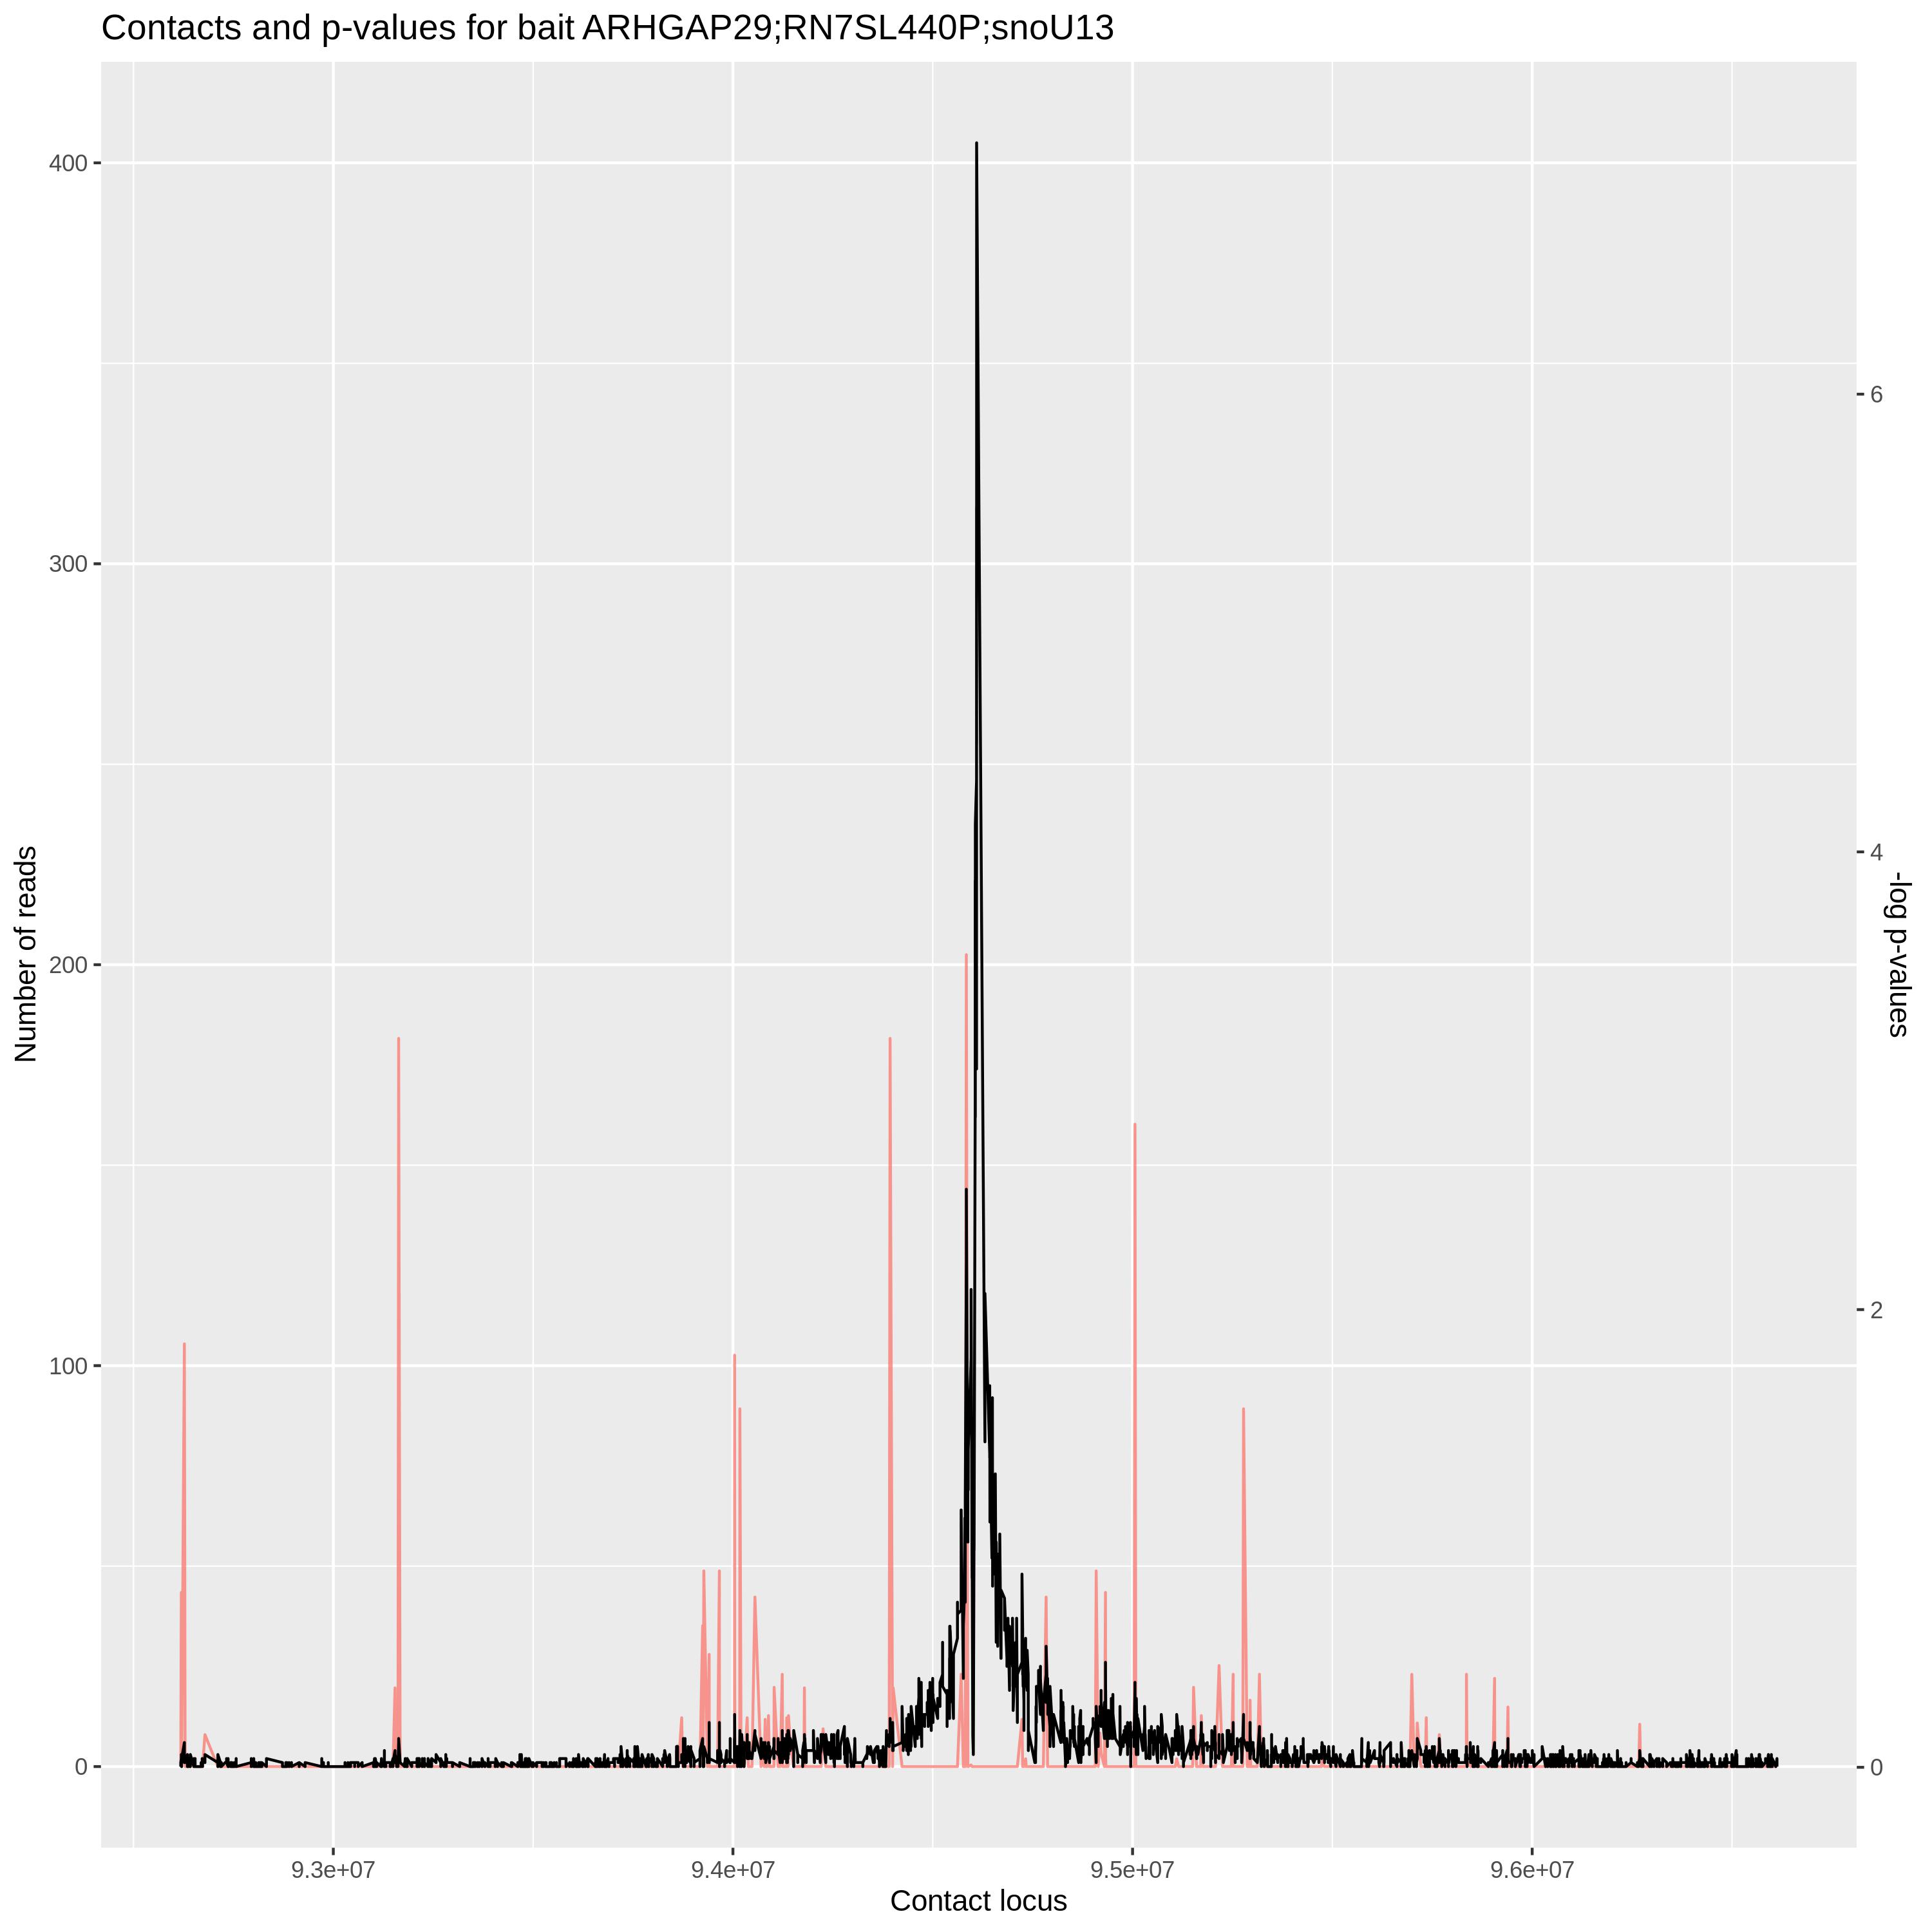 Contacts and p-values for bait ARHGAP29;RN7SL440P;snoU13
400
300
200
100
0
Number of reads
6
4
2
0
-log p-values
9.3e+07
9.4e+07
9.5e+07
9.6e+07
Contact locus